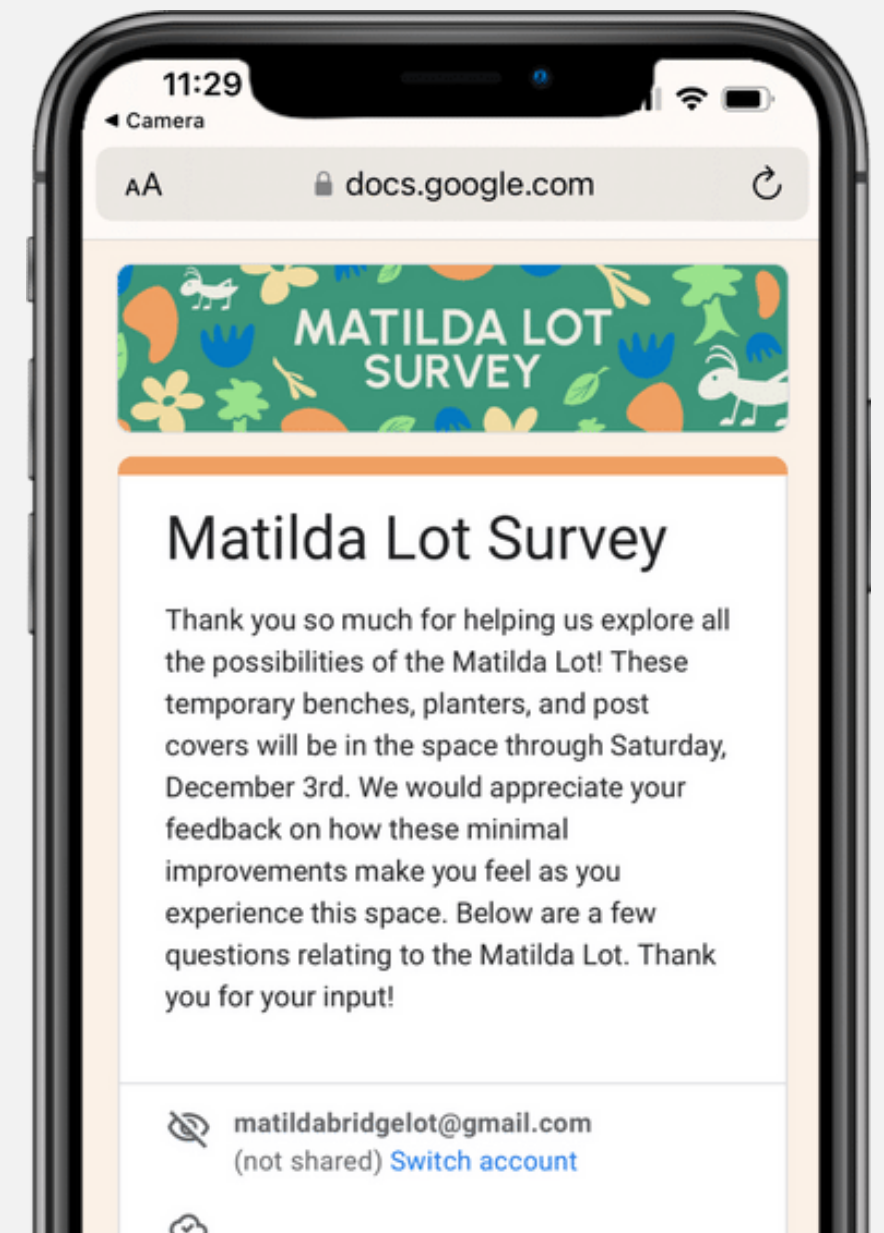 11:29
◀ Camera
AA docs.google.com
MATILDA LOT
SURVEY
Matilda Lot Survey
Thank you so much for helping us explore all
the possibilities of the Matilda Lot! These
temporary benches, planters, and post
covers will be in the space through Saturday,
December 3rd. We would appreciate your
feedback on how these minimal
improvements make you feel as you
experience this space. Below are a few
questions relating to the Matilda Lot. Thank
you for your input!
matildabridgelot@gmail.com
(not shared) Switch account